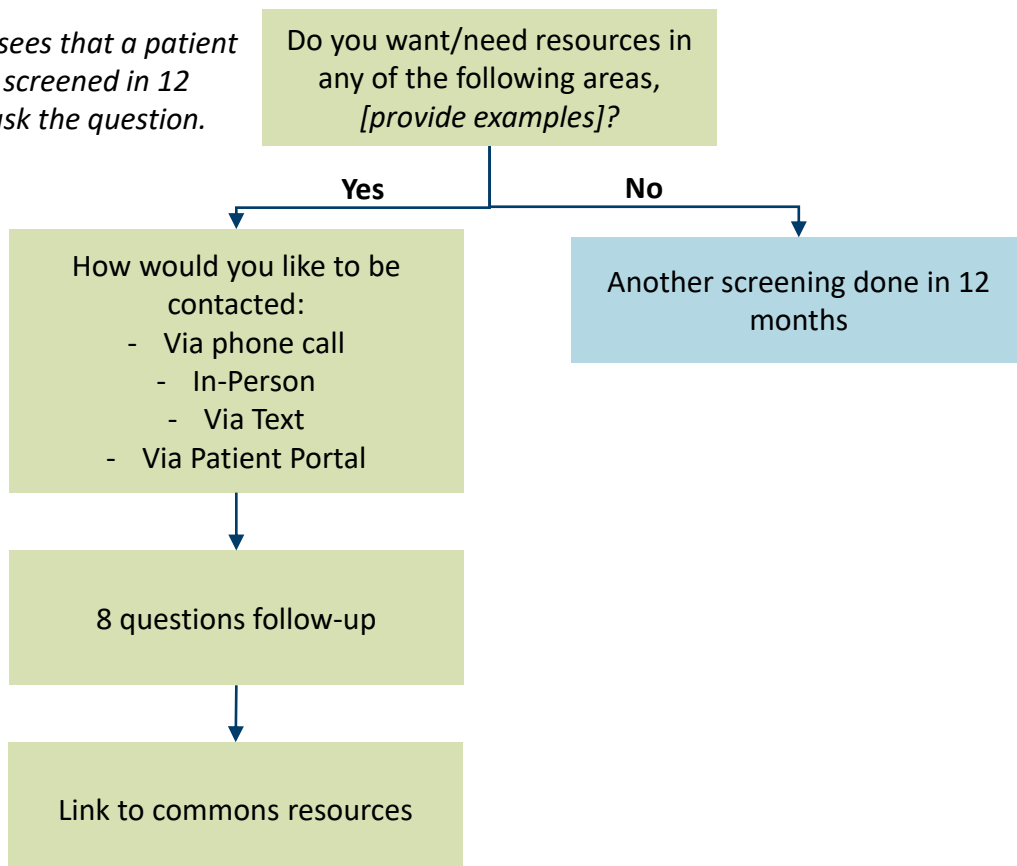 sees that a patient
screened in 12
ask the question.
Do you want/need resources in
any of the following areas,
[provide examples]?
Yes
No
How would you like to be
contacted:
- Via phone call
- In-Person
- Via Text
- Via Patient Portal
Another screening done in 12
months
8 questions follow-up
Link to commons resources